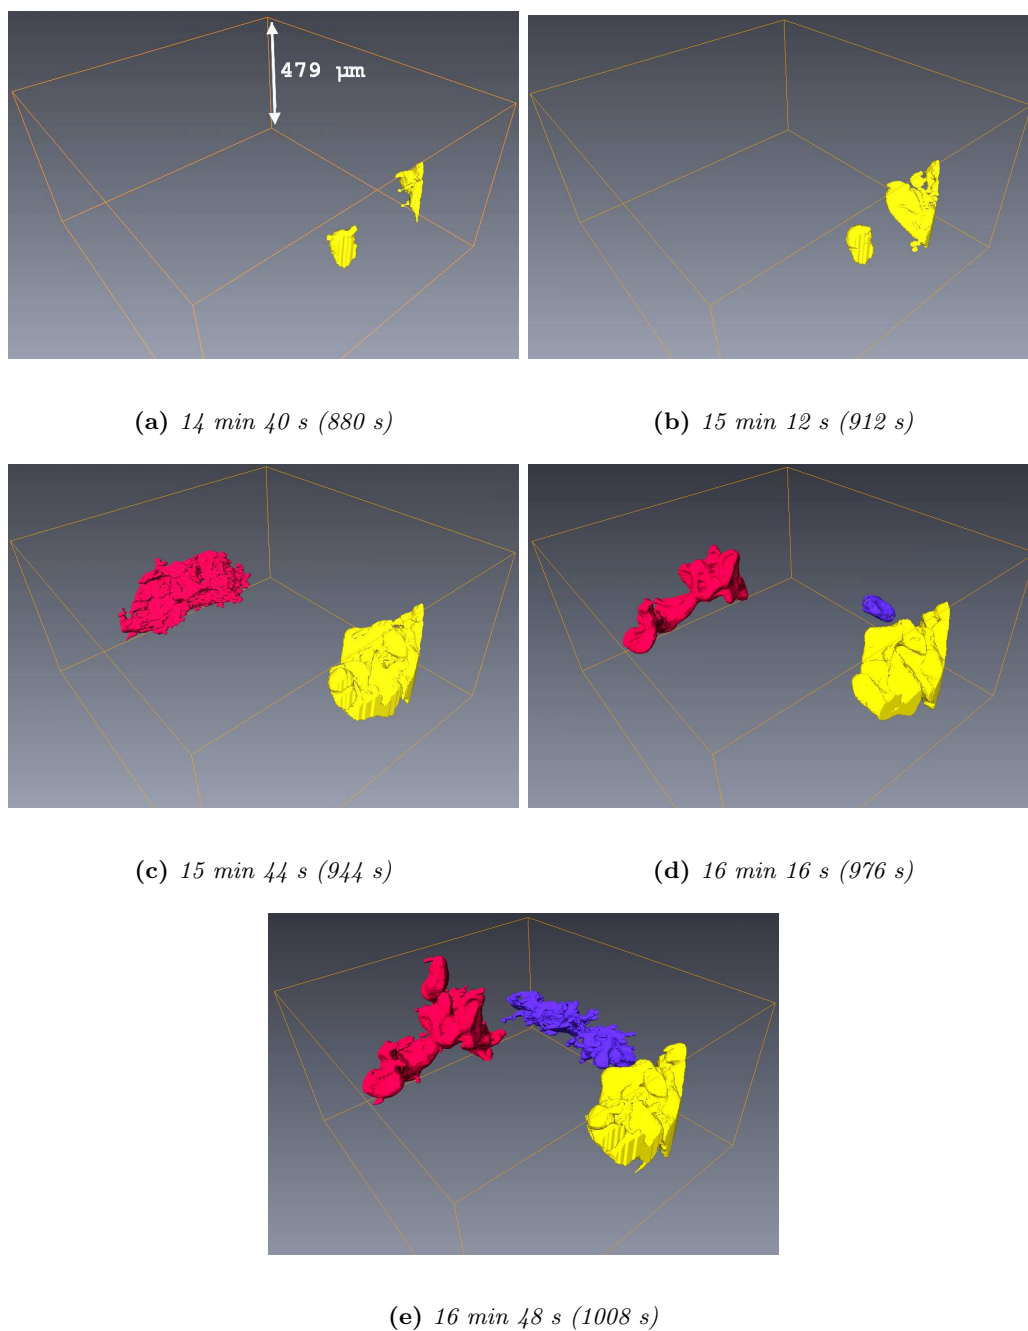 479 µm
(a) 14 min 40 s (880 s)
(b) 15 min 12 s (912 s)
(c) 15 min 44 s (944 s)
(d) 16 min 16 s (976 s)
(e) 16 min 48 s (1008 s)